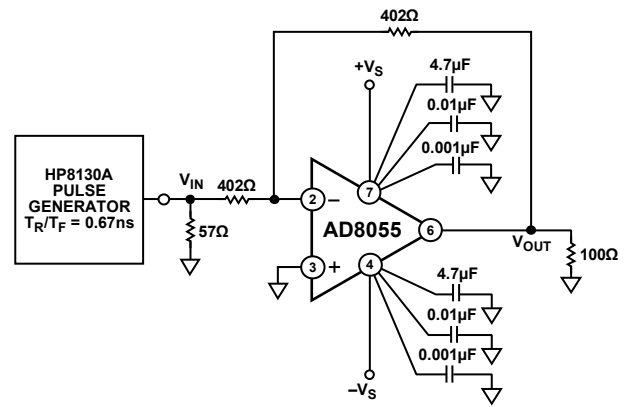 402Ω
+VS
4.7µF
0.01µF
0.001µF
HP8130A
PULSE
GENERATOR
TR/TF = 0.67ns
VIN
402Ω
57Ω
2
−
7
AD8055
6
3
+
4
VOUT
100Ω
4.7µF
0.01µF
0.001µF
−VS